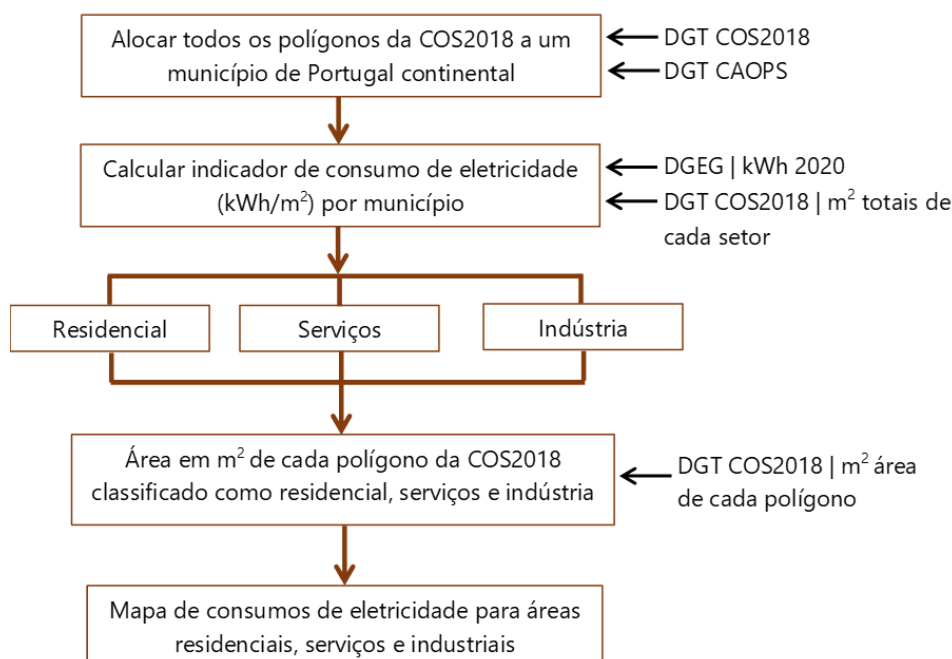 Alocar todos os polígonos da COS2018 a um
município de Portugal continental
DGT COS2018
DGT CAOPS
Calcular indicador de consumo de eletricidade
(kWh/m²) por município
DGEG | kWh 2020
DGT COS2018 | m² totais de
cada setor
Residencial
Serviços
Indústria
Área em m² de cada polígono da COS2018
classificado como residencial, serviços e indústria
DGT COS2018 | m² área
de cada polígono
Mapa de consumos de eletricidade para áreas
residenciais, serviços e industriais